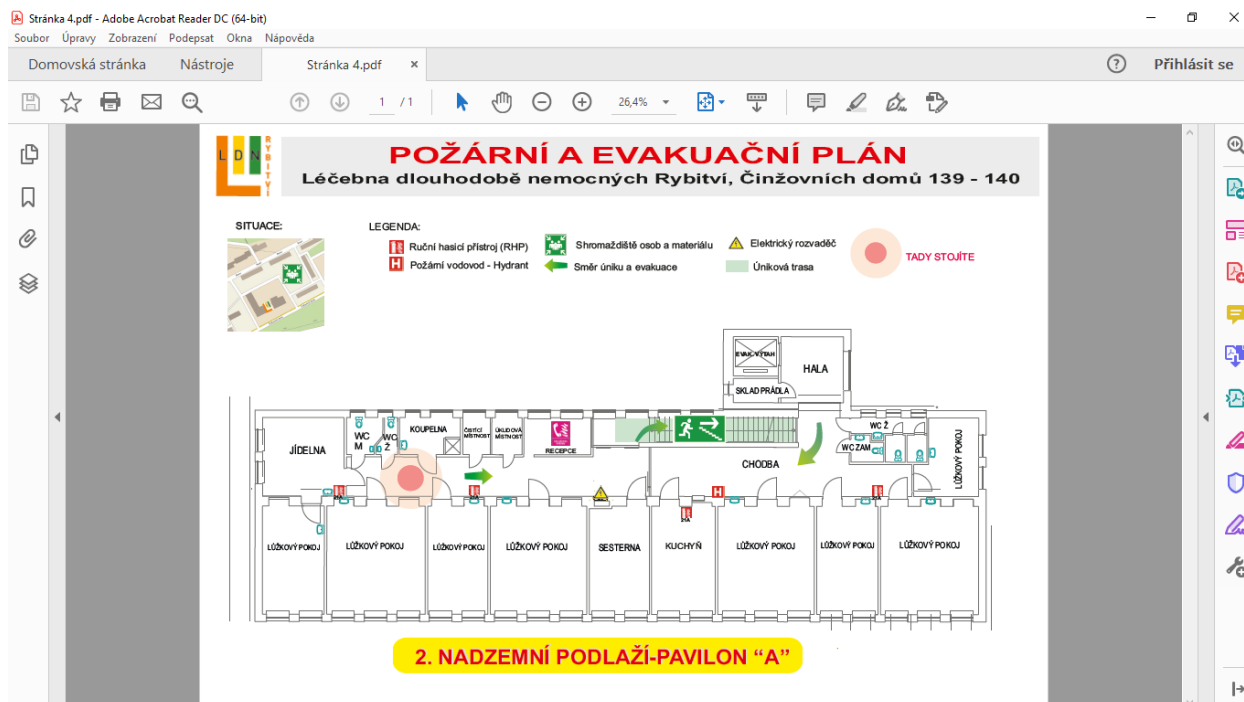 Stránka 4.pdf - Adobe Acrobat Reader DC (64-bit)
Soubor Úpravy Zobrazení Podepsat Okna Nápověda
Domovská stránka Nástroje Stránka 4.pdf × ? Přihlásit se
1 / 1 26,4%
LDN RYBITVÍ
POŽÁRNÍ A EVAKUAČNÍ PLÁN
Léčebna dlouhodobě nemocných Rybitví, Činžovních domů 139 - 140
SITUACE:
LEGENDA:
Ruční hasicí přístroj (RHP)
Požární vodovod - Hydrant
Shromaždiště osob a materiálu
Směr úniku a evakuace
Elektrický rozvaděč
Úniková trasa
TADY STOJÍTE
EVAK. VÝTAH
HALA
SKLAD PRÁDLA
JÍDELNA
WC M
WC Ž
KOUPELNA
ČISTÍCÍ MÍSTNOST
ÚKLIDOVÁ MÍSTNOST
RECEPCE
CHODBA
WC Ž
WC ZAM
LŮŽKOVÝ POKOJ
H
21A
LŮŽKOVÝ POKOJ
LŮŽKOVÝ POKOJ
LŮŽKOVÝ POKOJ
LŮŽKOVÝ POKOJ
SESTERNA
KUCHYŇ
LŮŽKOVÝ POKOJ
LŮŽKOVÝ POKOJ
LŮŽKOVÝ POKOJ
2. NADZEMNÍ PODLAŽÍ-PAVILON “A”